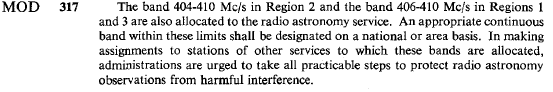 MOD 317 The band 404-410 Mc/s in Region 2 and the band 406-410 Mc/s in Regions 1
and 3 are also allocated to the radio astronomy service. An appropriate continuous
band within these limits shall be designated on a national or area basis. In making
assignments to stations of other services to which these bands are allocated,
administrations are urged to take all practicable steps to protect radio astronomy
observations from harmful interference.